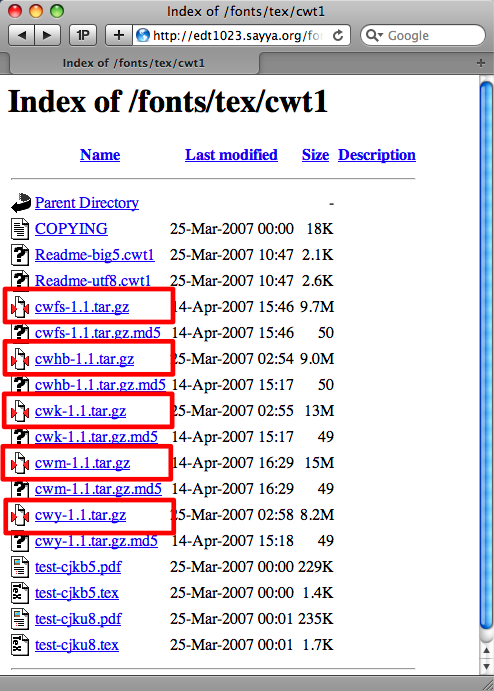 Index of /fonts/tex/cwt1
1P + http://edt1023.sayya.org/fo Google
Index of /fonts/tex/cwt1 +
Index of /fonts/tex/cwt1
Name Last modified Size Description
Parent Directory -
COPYING 25-Mar-2007 00:00 18K
Readme-big5.cwt1 25-Mar-2007 10:47 2.1K
Readme-utf8.cwt1 25-Mar-2007 10:47 2.6K
cwfs-1.1.tar.gz 14-Apr-2007 15:46 9.7M
cwfs-1.1.tar.gz.md5 14-Apr-2007 15:46 50
cwhb-1.1.tar.gz 25-Mar-2007 02:54 9.0M
cwhb-1.1.tar.gz.md5 14-Apr-2007 15:17 50
cwk-1.1.tar.gz 25-Mar-2007 02:55 13M
cwk-1.1.tar.gz.md5 14-Apr-2007 15:17 49
cwm-1.1.tar.gz 14-Apr-2007 16:29 15M
cwm-1.1.tar.gz.md5 14-Apr-2007 16:29 49
cwy-1.1.tar.gz 25-Mar-2007 02:58 8.2M
cwy-1.1.tar.gz.md5 14-Apr-2007 15:18 49
test-cjkb5.pdf 25-Mar-2007 00:00 229K
test-cjkb5.tex 25-Mar-2007 00:00 1.4K
test-cjku8.pdf 25-Mar-2007 00:01 235K
test-cjku8.tex 25-Mar-2007 00:01 1.7K